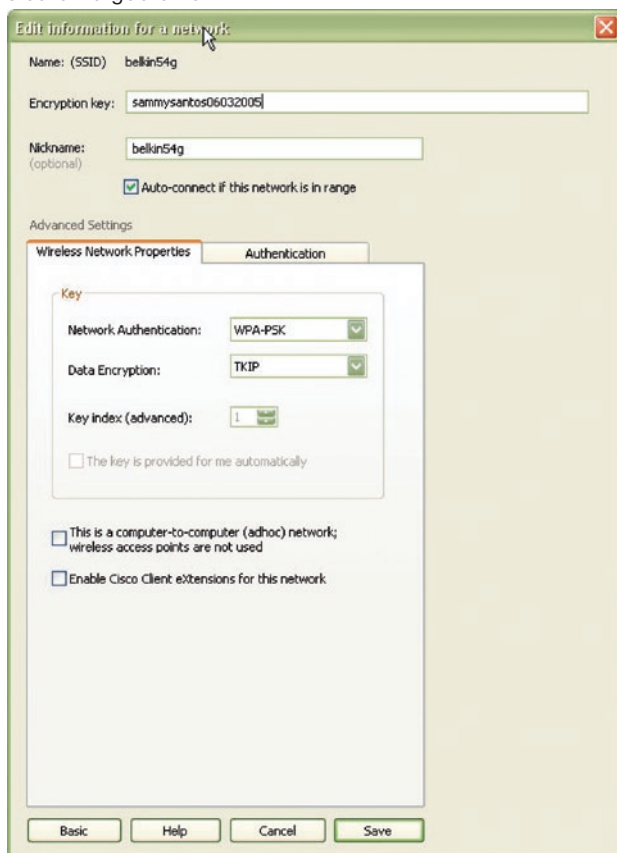 Edit information for a network
Name: (SSID) belkin54g
Encryption key: sammysantos06032005
Nickname: belkin54g
(optional)
Auto-connect if this network is in range
Advanced Settings
Wireless Network Properties Authentication
Key
Network Authentication: WPA-PSK
Data Encryption: TKIP
Key index (advanced): 1
The key is provided for me automatically
This is a computer-to-computer (adhoc) network;
wireless access points are not used
Enable Cisco Client eXtensions for this network
Basic Help Cancel Save